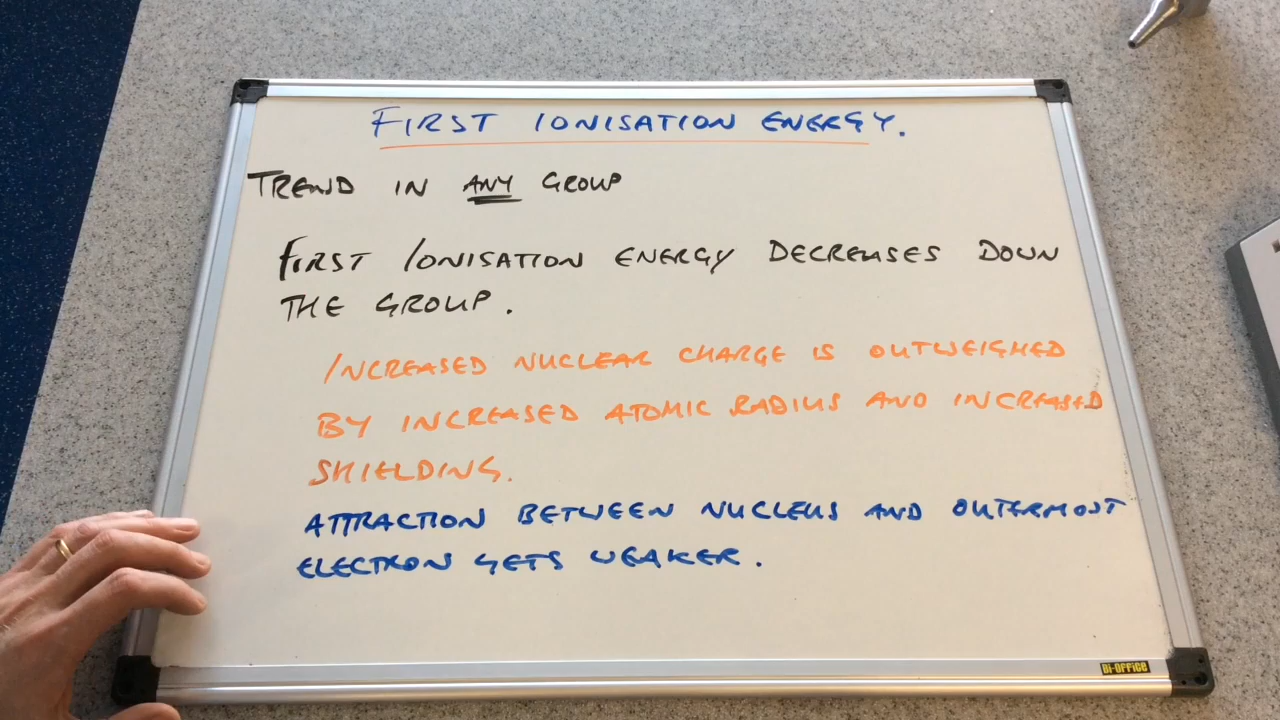 FIRST IONISATION ENERGY.
TREND IN ANY GROUP
FIRST IONISATION ENERGY DECREASES DOWN
THE GROUP.
INCREASED NUCLEAR CHARGE IS OUTWEIGHED
BY INCREASED ATOMIC RADIUS AND INCREASED
SHIELDING.
ATTRACTION BETWEEN NUCLEUS AND OUTERMOST
ELECTRON GETS WEAKER.
Bi-Office